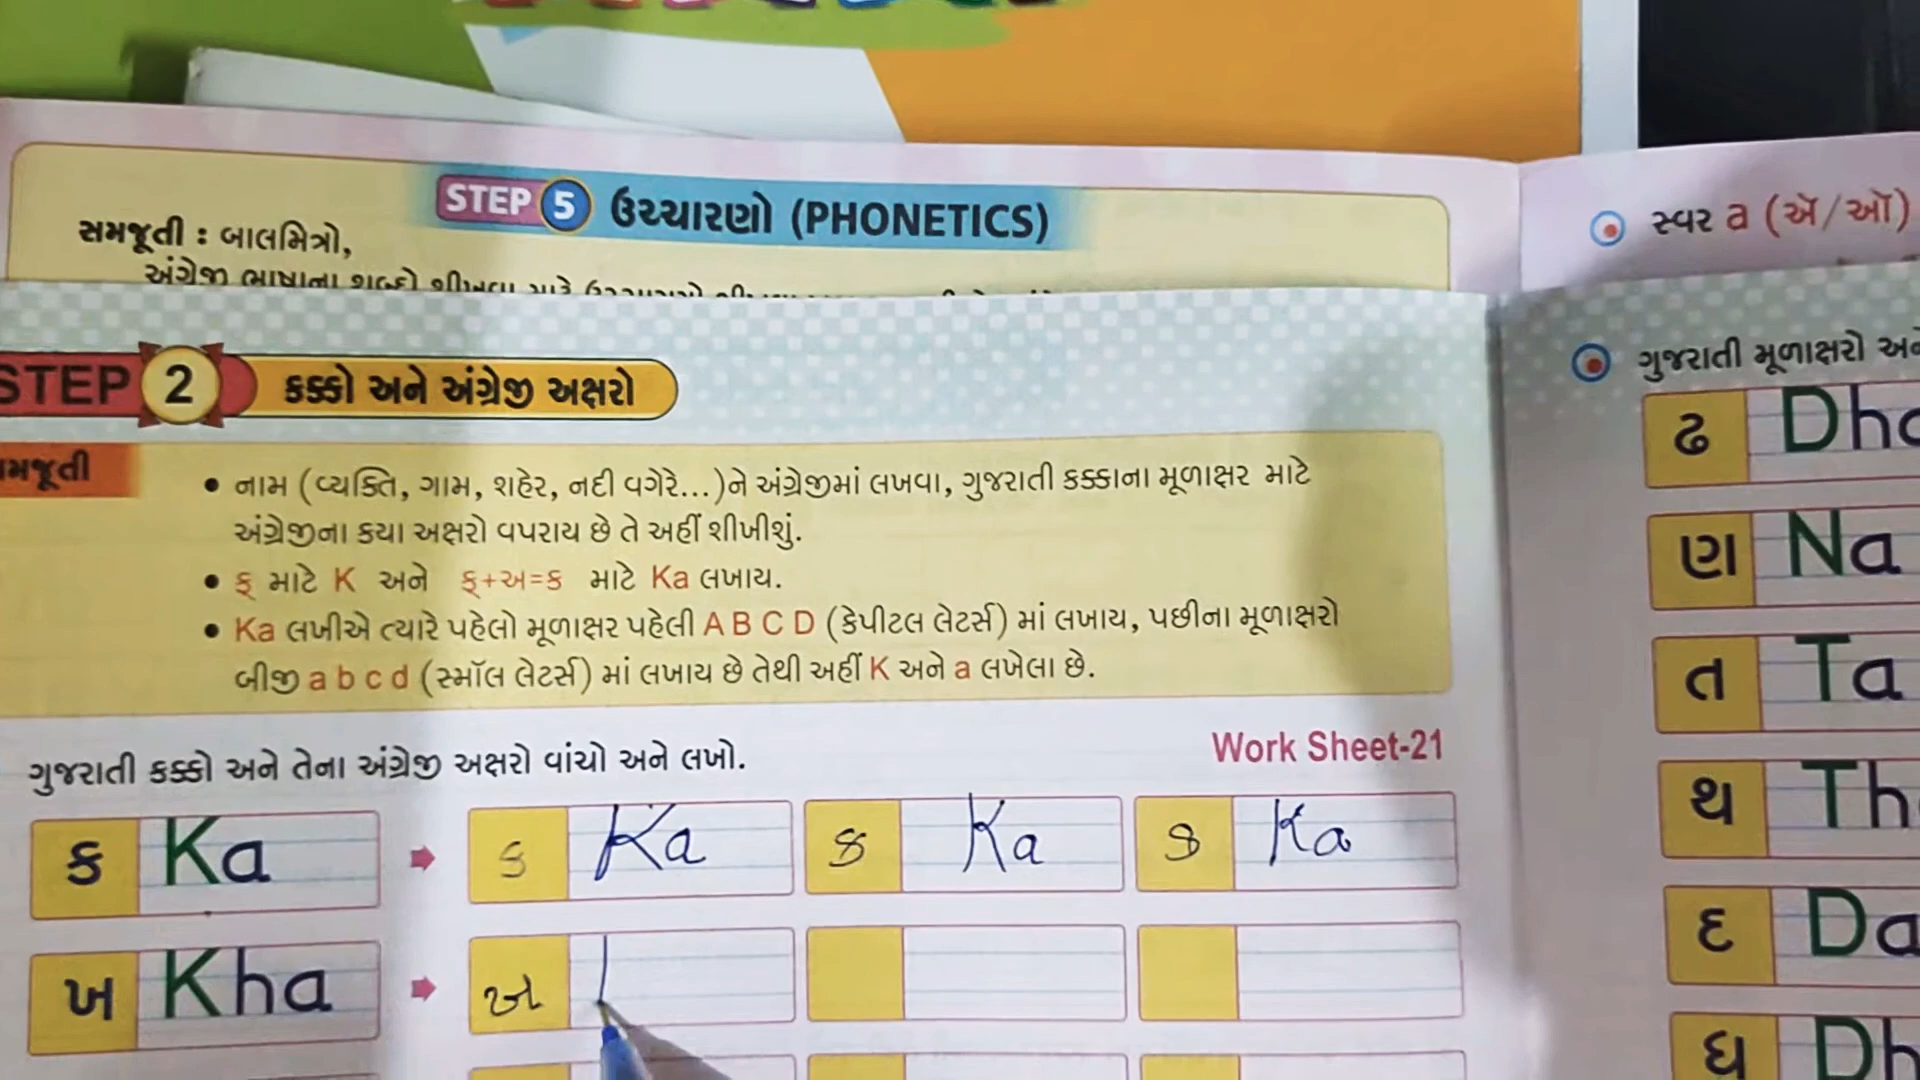 STEP 5 ઉચ્ચારણો (PHONETICS)
સમજૂતી : બાલમિત્રો,
અંગ્રેજી ભાષાના શબ્દો શીખવા માટે
સ્વર a (ઍ/ઑ)
STEP 2 કક્કો અને અંગ્રેજી અક્ષરો
મજૂતી
• નામ (વ્યક્તિ, ગામ, શહેર, નદી વગેરે...)ને અંગ્રેજીમાં લખવા, ગુજરાતી કક્કાના મૂળાક્ષર માટે
અંગ્રેજીના કયા અક્ષરો વપરાય છે તે અહીં શીખીશું.
• ક્ માટે K અને ક્+અ=ક માટે Ka લખાય.
• Ka લખીએ ત્યારે પહેલો મૂળાક્ષર પહેલી A B C D (કેપીટલ લેટર્સ) માં લખાય, પછીના મૂળાક્ષરો
બીજી a b c d (સ્મૉલ લેટર્સ) માં લખાય છે તેથી અહીં K અને a લખેલા છે.
ગુજરાતી કક્કો અને તેના અંગ્રેજી અક્ષરો વાંચો અને લખો.
Work Sheet-21
ક Ka ક Ka ક Ka ક Ka
ખ Kha ખ
ગુજરાતી મૂળાક્ષરો
ઢ Dh
ણ Na
ત Ta
થ Th
દ Da
ધ Dh